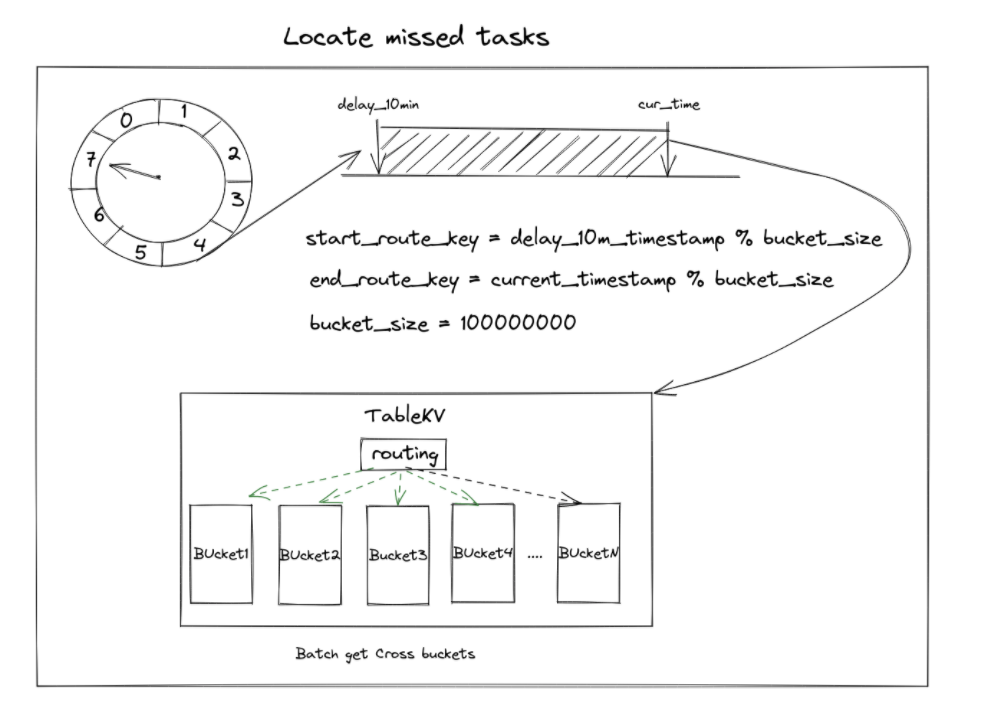 Locate missed tasks
delay_10min
cur_time
0
1
2
3
4
5
6
7
start_route_key = delay_10m_timestamp % bucket_size
end_route_key = current_timestamp % bucket_size
bucket_size = 100000000
TableKV
routing
BUcket1
BUcket2
Bucket3
BUcket4
....
BUcketN
Batch get Cross buckets